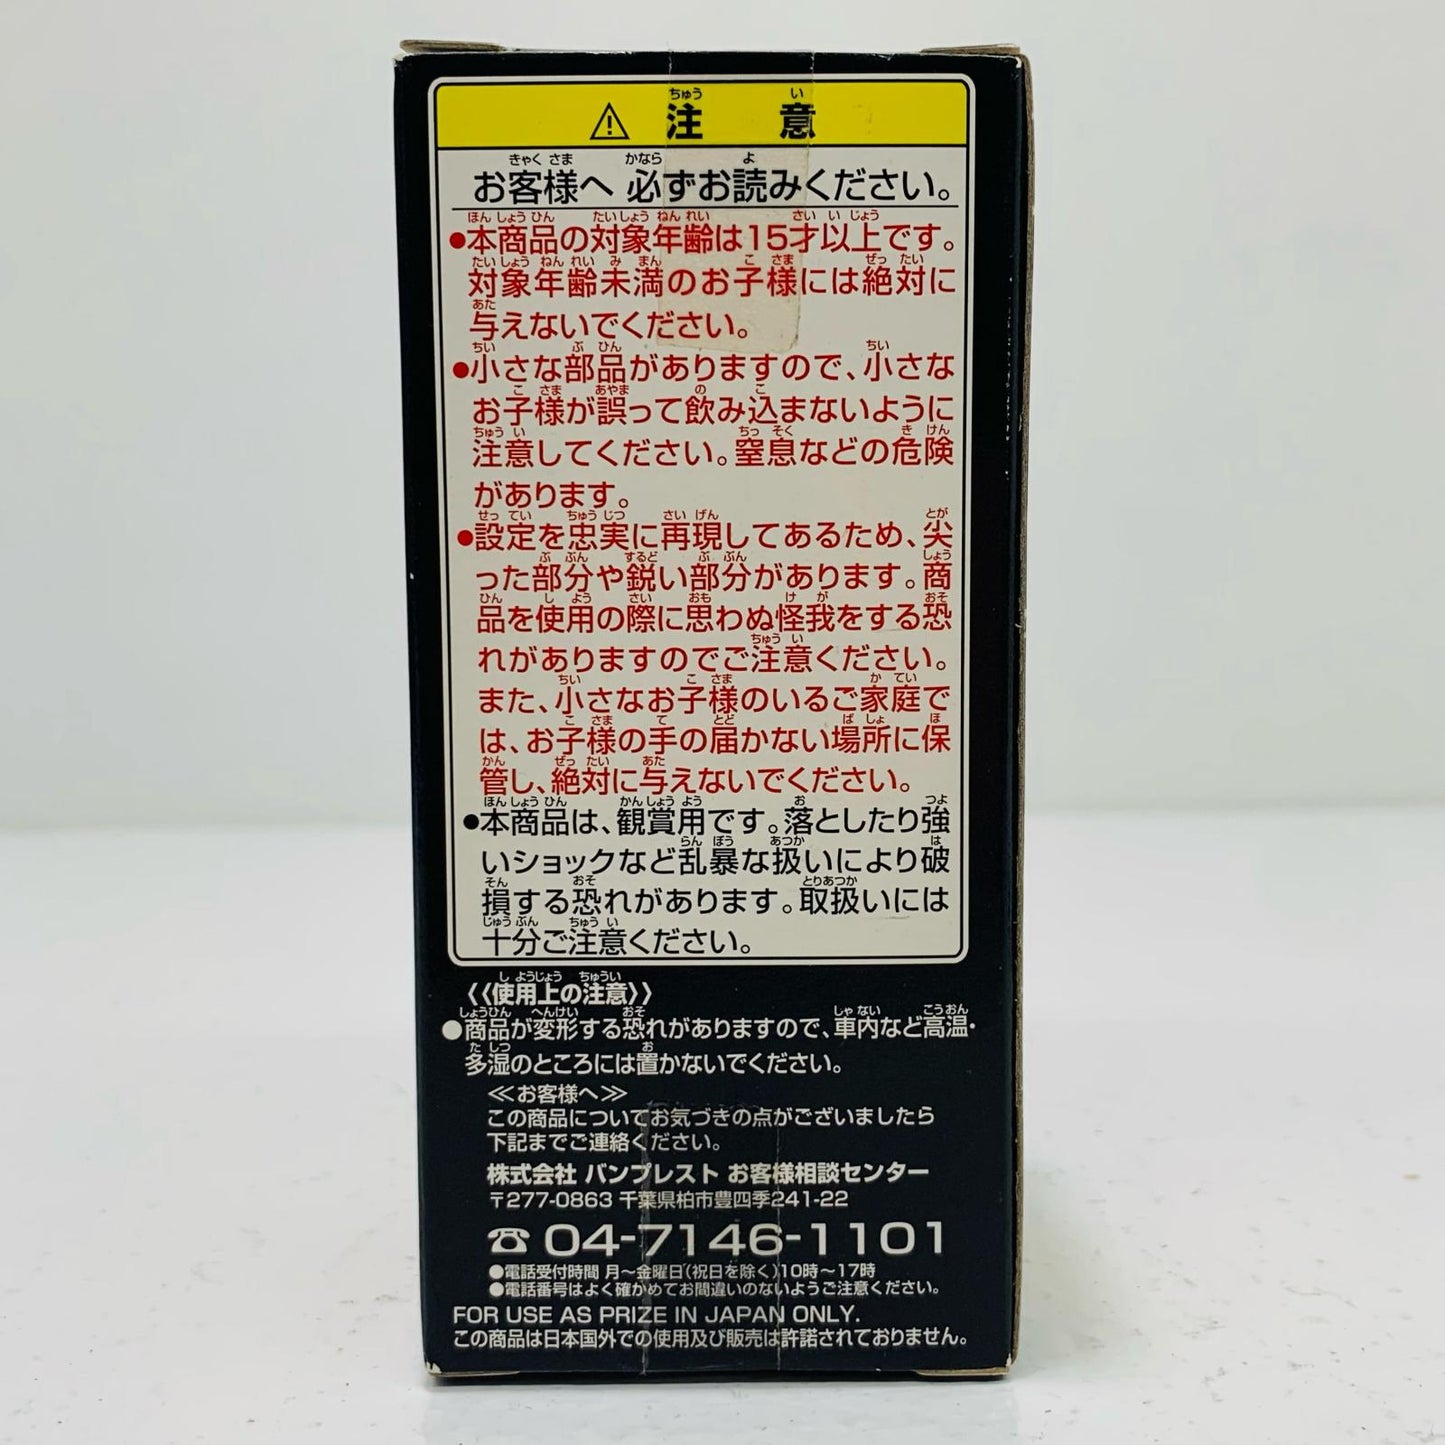 ⚠ 注意
お客様へ 必ずお読みください。
●本商品の対象年齢は15才以上です。
対象年齢未満のお子様には絶対に
与えないでください。
●小さな部品がありますので、小さな
お子様が誤って飲み込まないように
注意してください。窒息などの危険
があります。
●設定を忠実に再現してあるため、尖
った部分や鋭い部分があります。商
品を使用の際に思わぬ怪我をする恐
れがありますのでご注意ください。
また、小さなお子様のいるご家庭で
は、お子様の手の届かない場所に保
管し、絶対に与えないでください。
●本商品は、観賞用です。落としたり強
いショックなど乱暴な扱いにより破
損する恐れがあります。取扱いには
十分ご注意ください。
《使用上の注意》
●商品が変形する恐れがありますので、車内など高温・
多湿のところには置かないでください。
≪お客様へ≫
この商品についてお気づきの点がございましたら
下記までご連絡ください。
株式会社 バンプレスト お客様相談センター
〒277-0863 千葉県柏市豊四季241-22
☎ 04-7146-1101
●電話受付時間 月～金曜日(祝日を除く)10時～17時
●電話番号はよく確かめてお間違いのないようご注意ください。
FOR USE AS PRIZE IN JAPAN ONLY.
この商品は日本国外での使用及び販売は許諾されておりません。